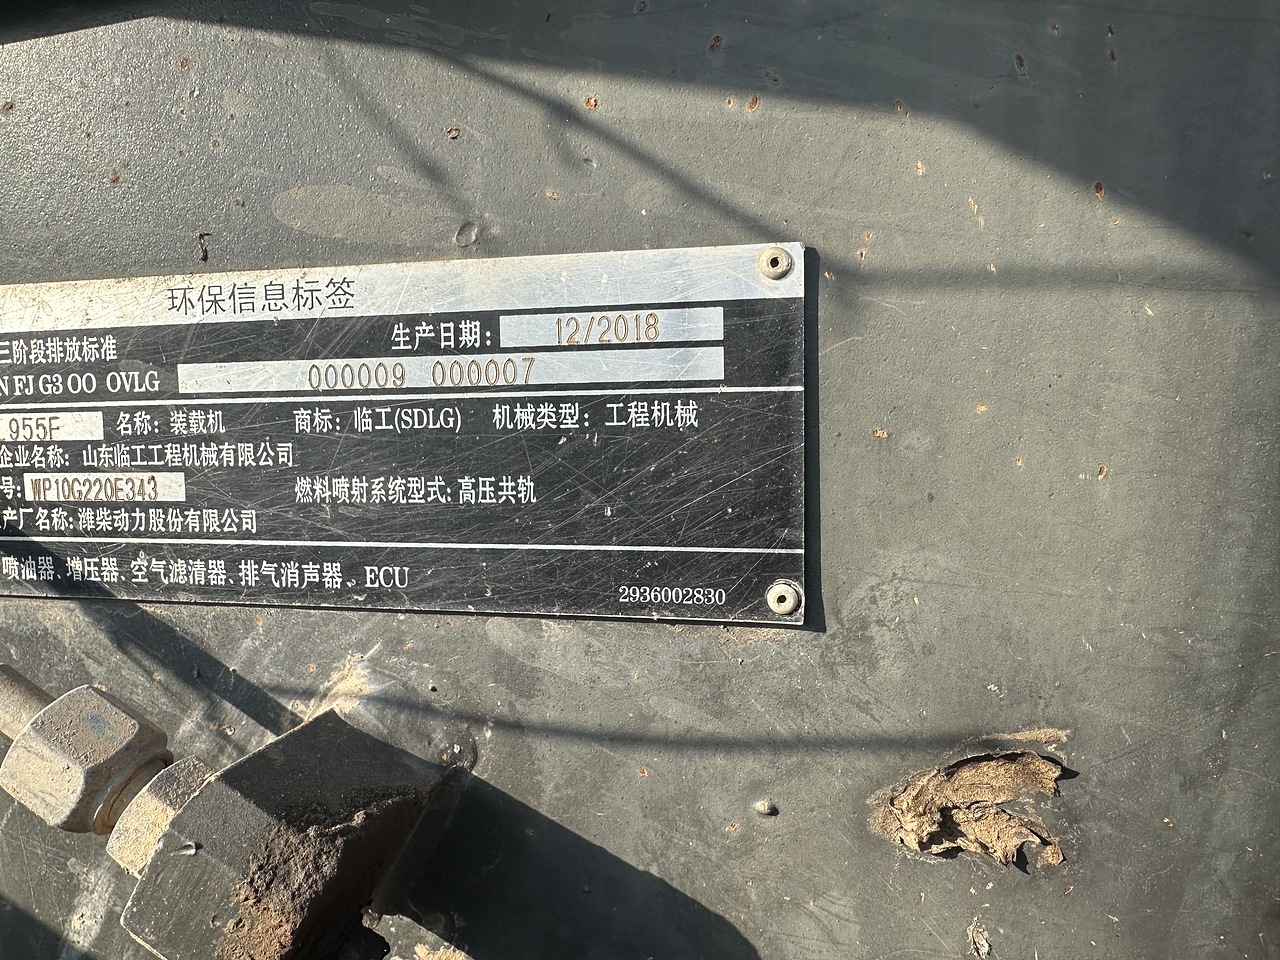 环保信息标签
三阶段排放标准 生产日期: 12/2018
N FJ G3 00 0VLG 000009 000007
955F 名称: 装载机 商标: 临工(SDLG) 机械类型: 工程机械
企业名称: 山东临工工程机械有限公司
号: WP10G220E343 燃料喷射系统型式: 高压共轨
产厂名称: 潍柴动力股份有限公司
喷油器、增压器、空气滤清器、排气消声器、ECU
2936002830